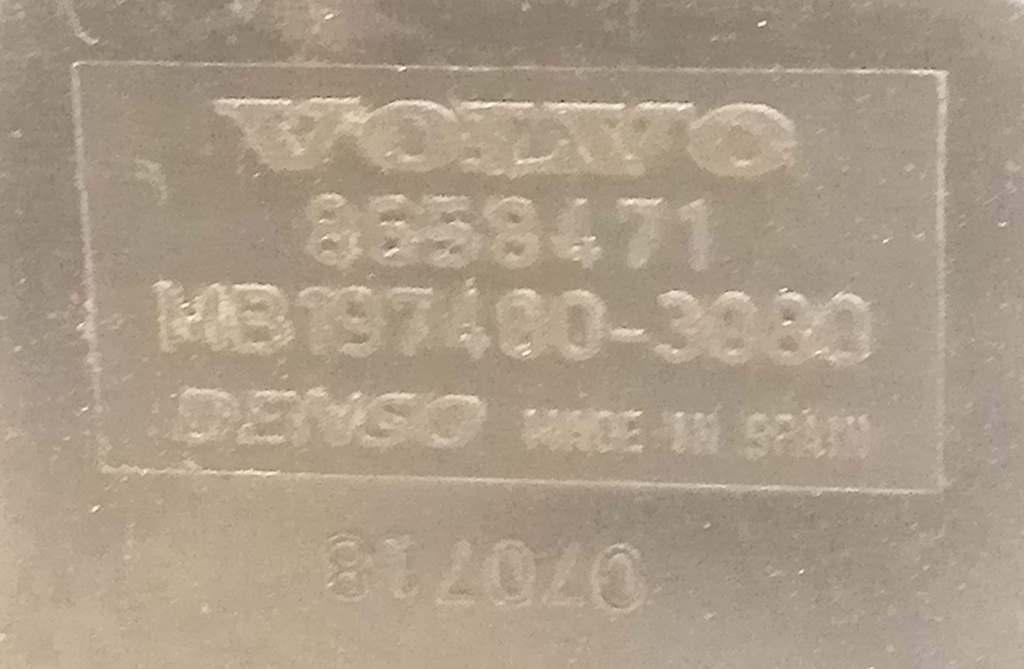 VOLVO
8658471
MB197400-3080
DENSO MADE IN SPAIN
070718